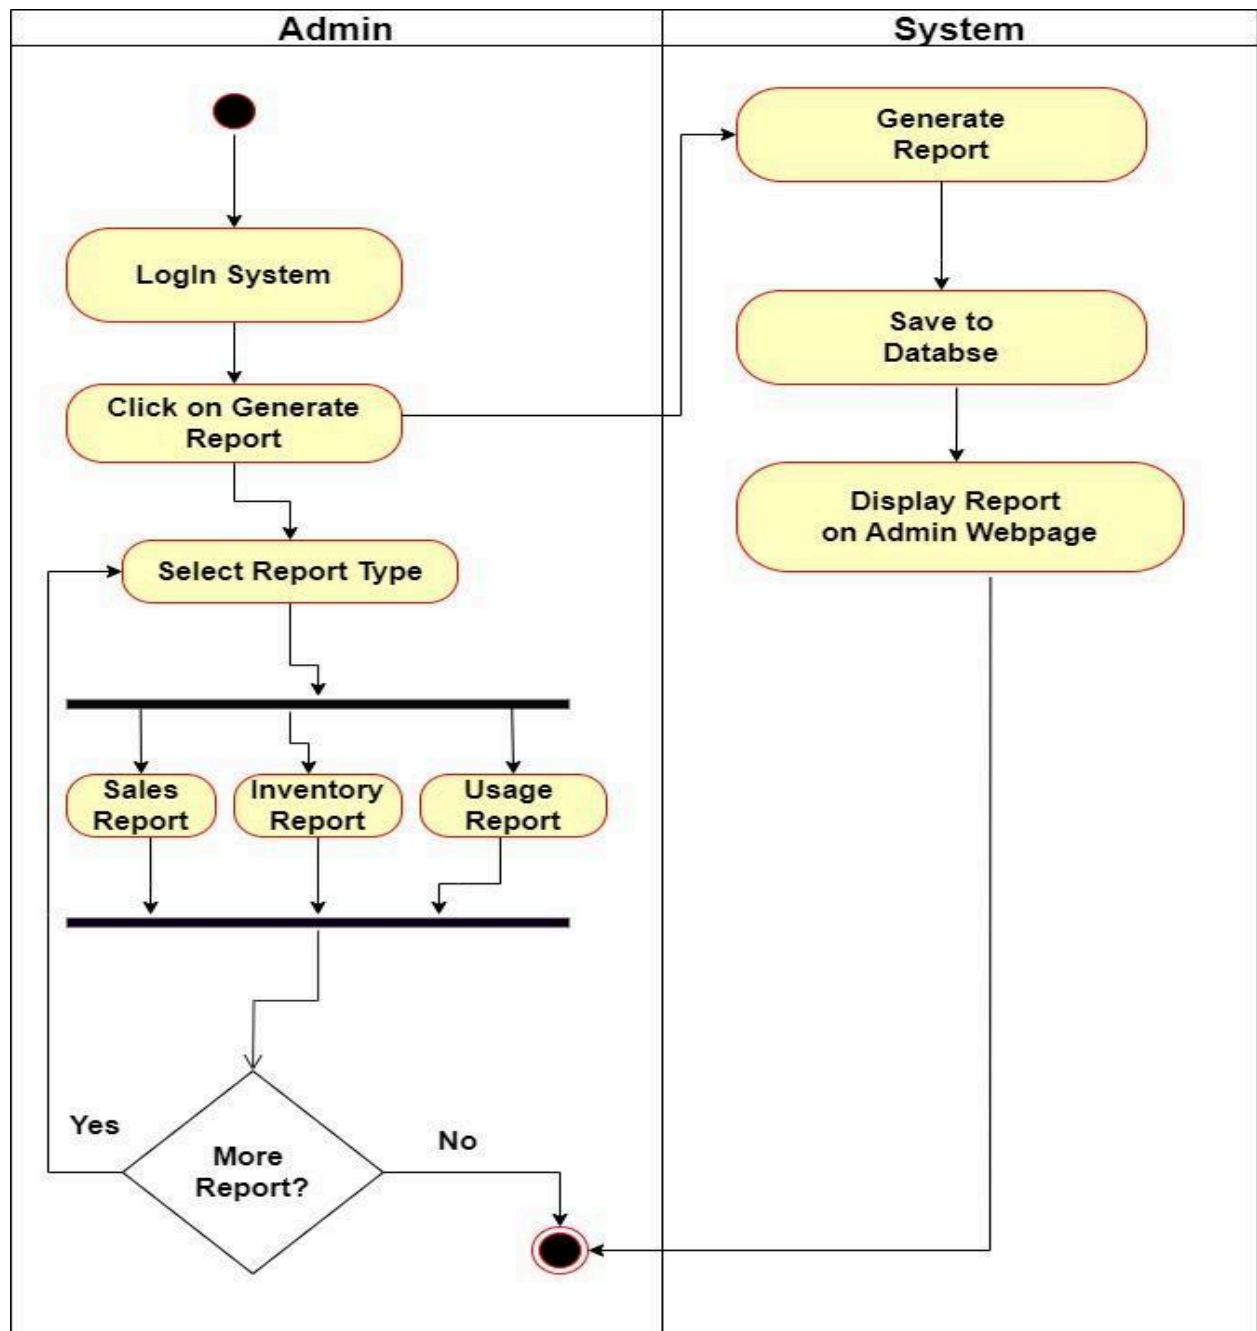 Admin
System
LogIn System
Click on Generate
Report
Select Report Type
Sales
Report
Inventory
Report
Usage
Report
More
Report?
Yes
No
Generate
Report
Save to
Databse
Display Report
on Admin Webpage